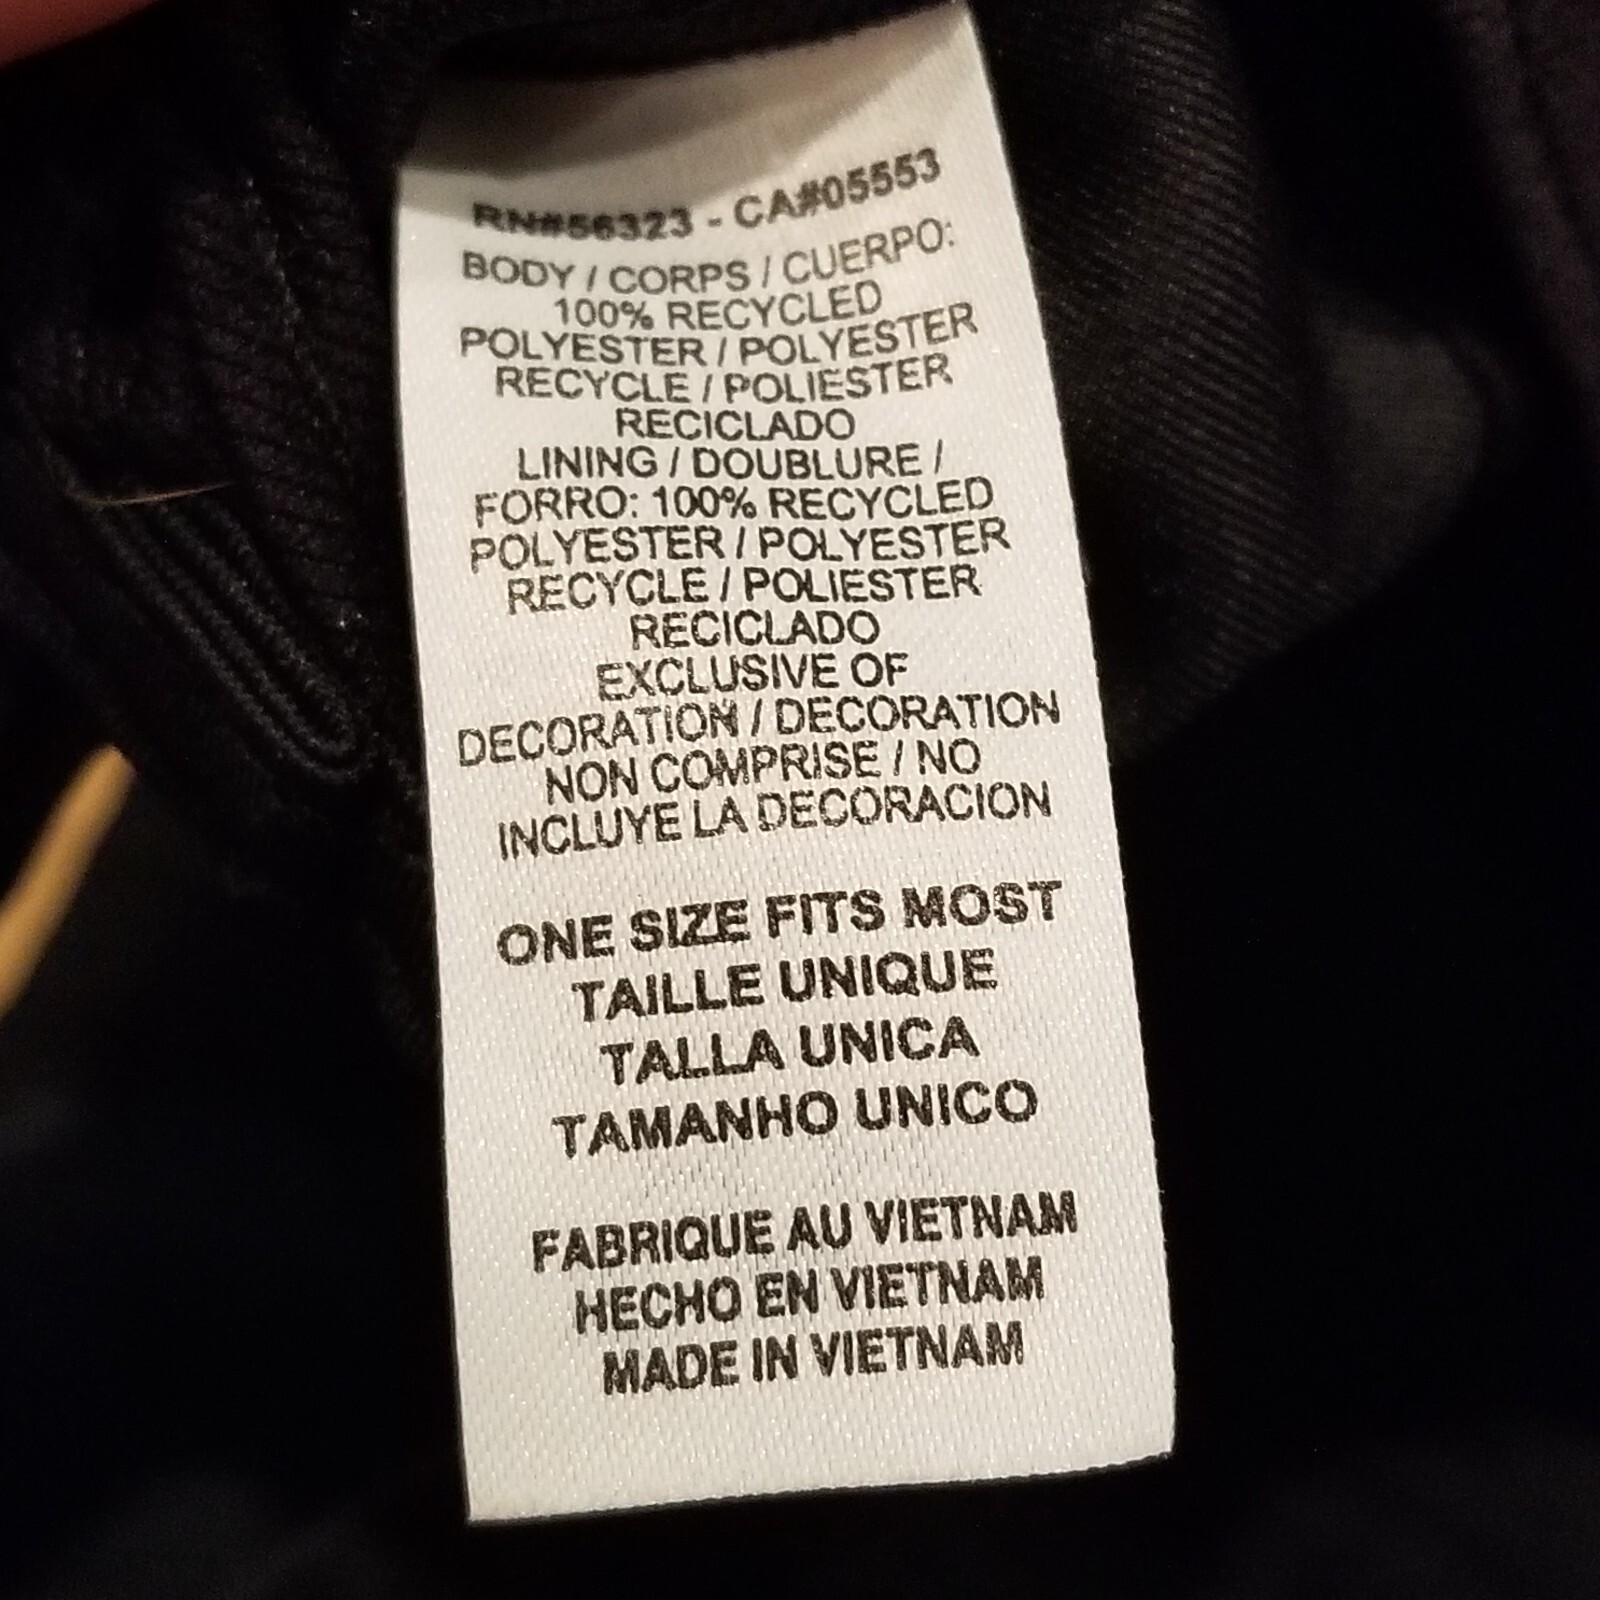 RN#56323 - CA#05553
BODY / CORPS / CUERPO:
100% RECYCLED
POLYESTER / POLYESTER
RECYCLE / POLIESTER
RECICLADO
LINING / DOUBLURE /
FORRO: 100% RECYCLED
POLYESTER / POLYESTER
RECYCLE / POLIESTER
RECICLADO
EXCLUSIVE OF
DECORATION / DECORATION
NON COMPRISE / NO
INCLUYE LA DECORACION
ONE SIZE FITS MOST
TAILLE UNIQUE
TALLA UNICA
TAMANHO UNICO
FABRIQUE AU VIETNAM
HECHO EN VIETNAM
MADE IN VIETNAM